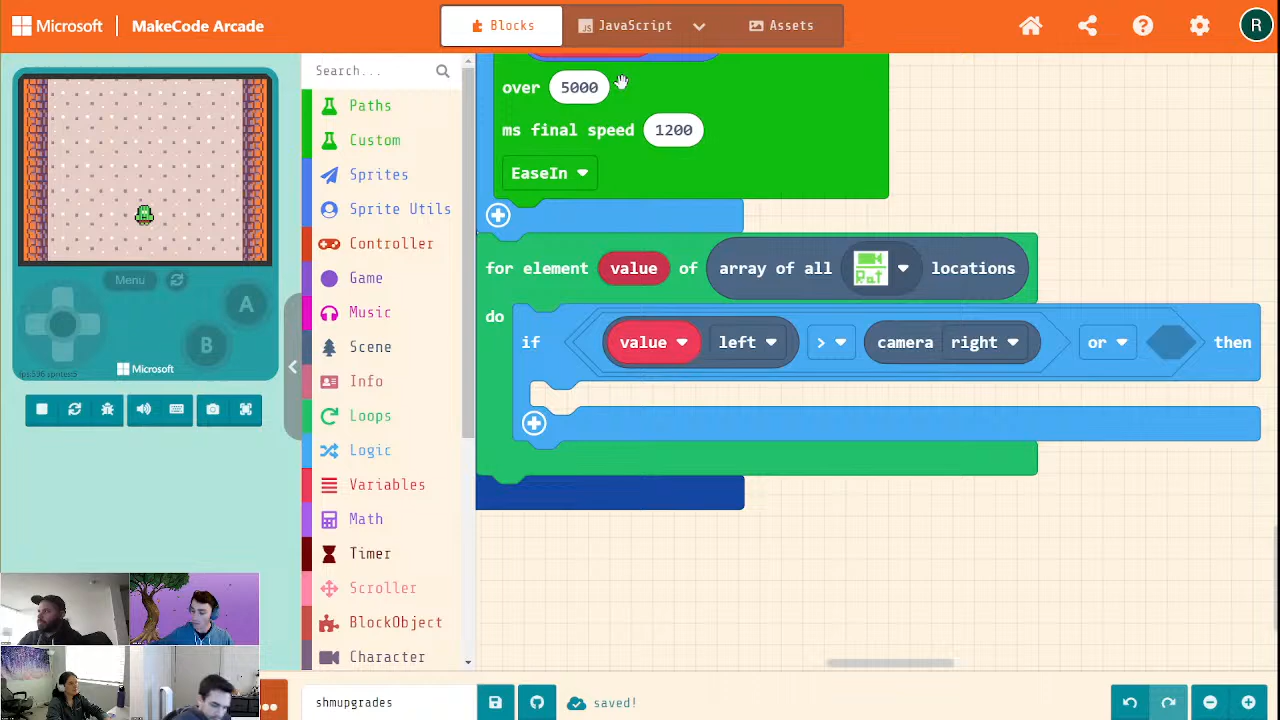 Microsoft MakeCode Arcade Blocks JavaScript Assets R
Search...
Paths
Custom
Sprites
Sprite Utils
Controller
Game
Music
Scene
Info
Loops
Logic
Variables
Math
Timer
Scroller
BlockObject
Character
Menu
A
B
Microsoft
over 5000
ms final speed 1200
EaseIn
for element value of array of all Rat locations
do
if value left > camera right or then
shmupgrades saved!